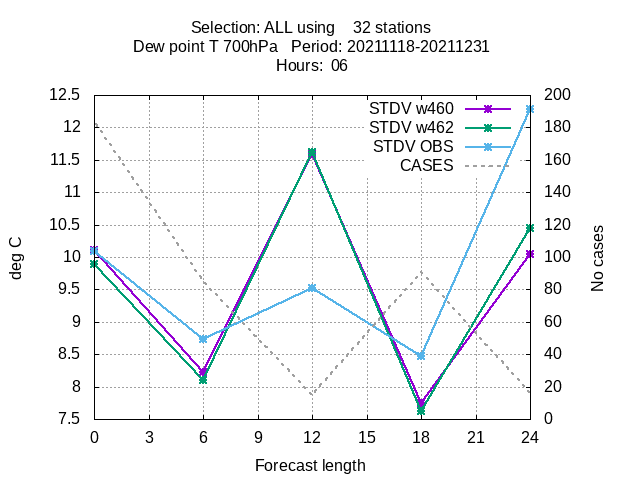 Selection: ALL using    32 stations
Dew point T 700hPa   Period: 20211118-20211231
Hours:  06
deg C
12.5
12
11.5
11
10.5
10
9.5
9
8.5
8
7.5
STDV w460
STDV w462
STDV OBS
CASES
200
180
160
140
120
100
80
60
40
20
0
No cases
0 3 6 9 12 15 18 21 24
Forecast length